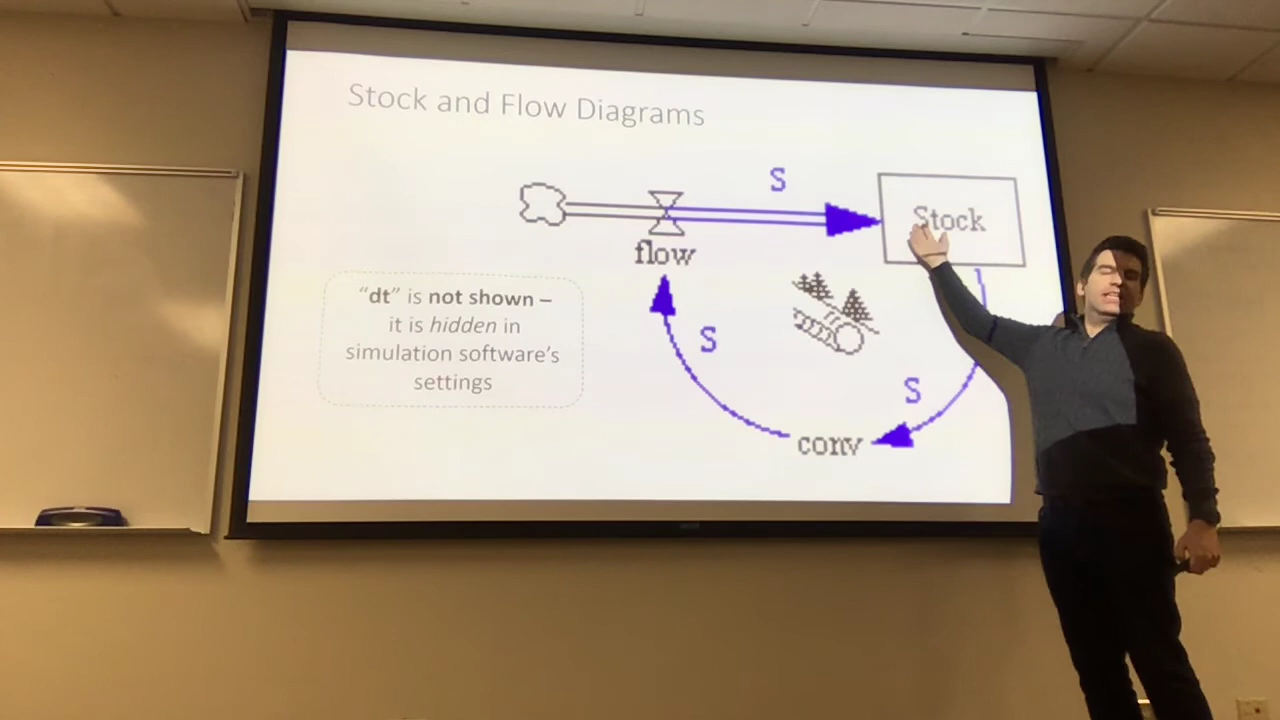 Stock and Flow Diagrams
S
Stock
flow
“dt” is not shown –
it is hidden in
simulation software’s
settings
S
S
conv